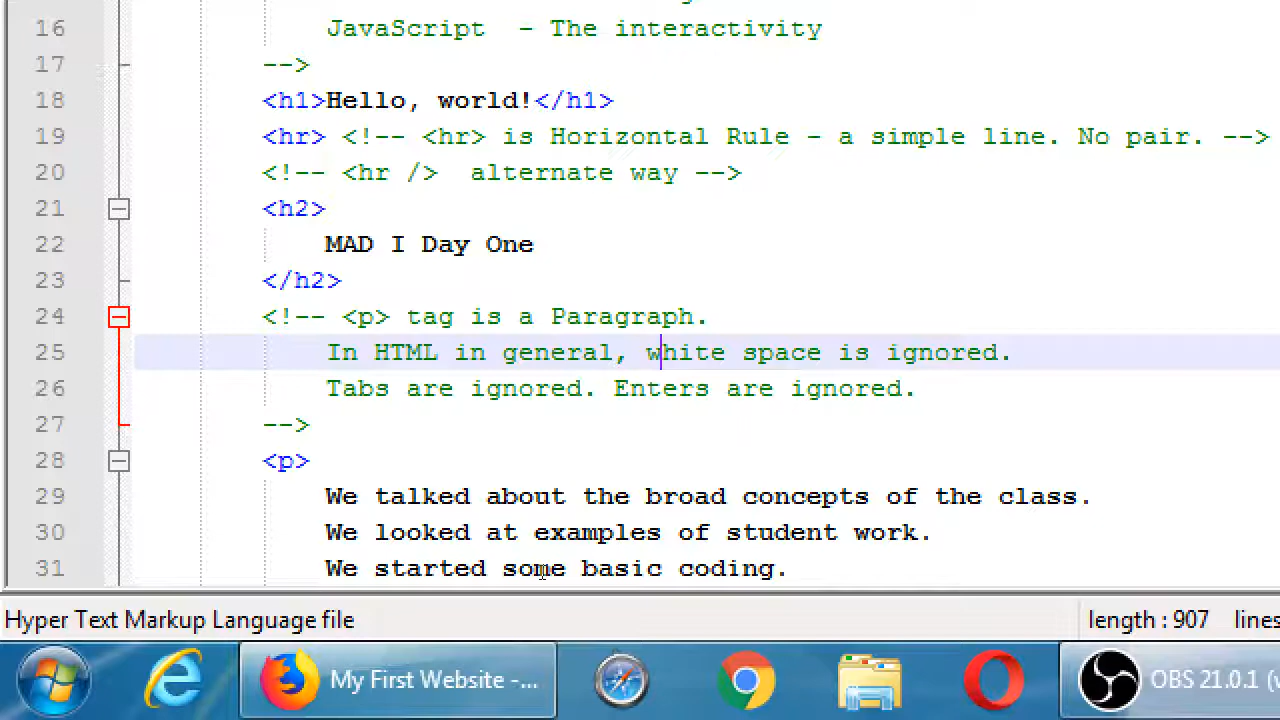 16 JavaScript  - The interactivity
17 -->
18 <h1>Hello, world!</h1>
19 <hr> <!-- <hr> is Horizontal Rule - a simple line. No pair. -->
20 <!-- <hr />  alternate way -->
21 <h2>
22 MAD I Day One
23 </h2>
24 <!-- <p> tag is a Paragraph.
25 In HTML in general, white space is ignored.
26 Tabs are ignored. Enters are ignored.
27 -->
28 <p>
29 We talked about the broad concepts of the class.
30 We looked at examples of student work.
31 We started some basic coding.
Hyper Text Markup Language file length : 907 lines
My First Website -... OBS 21.0.1 (